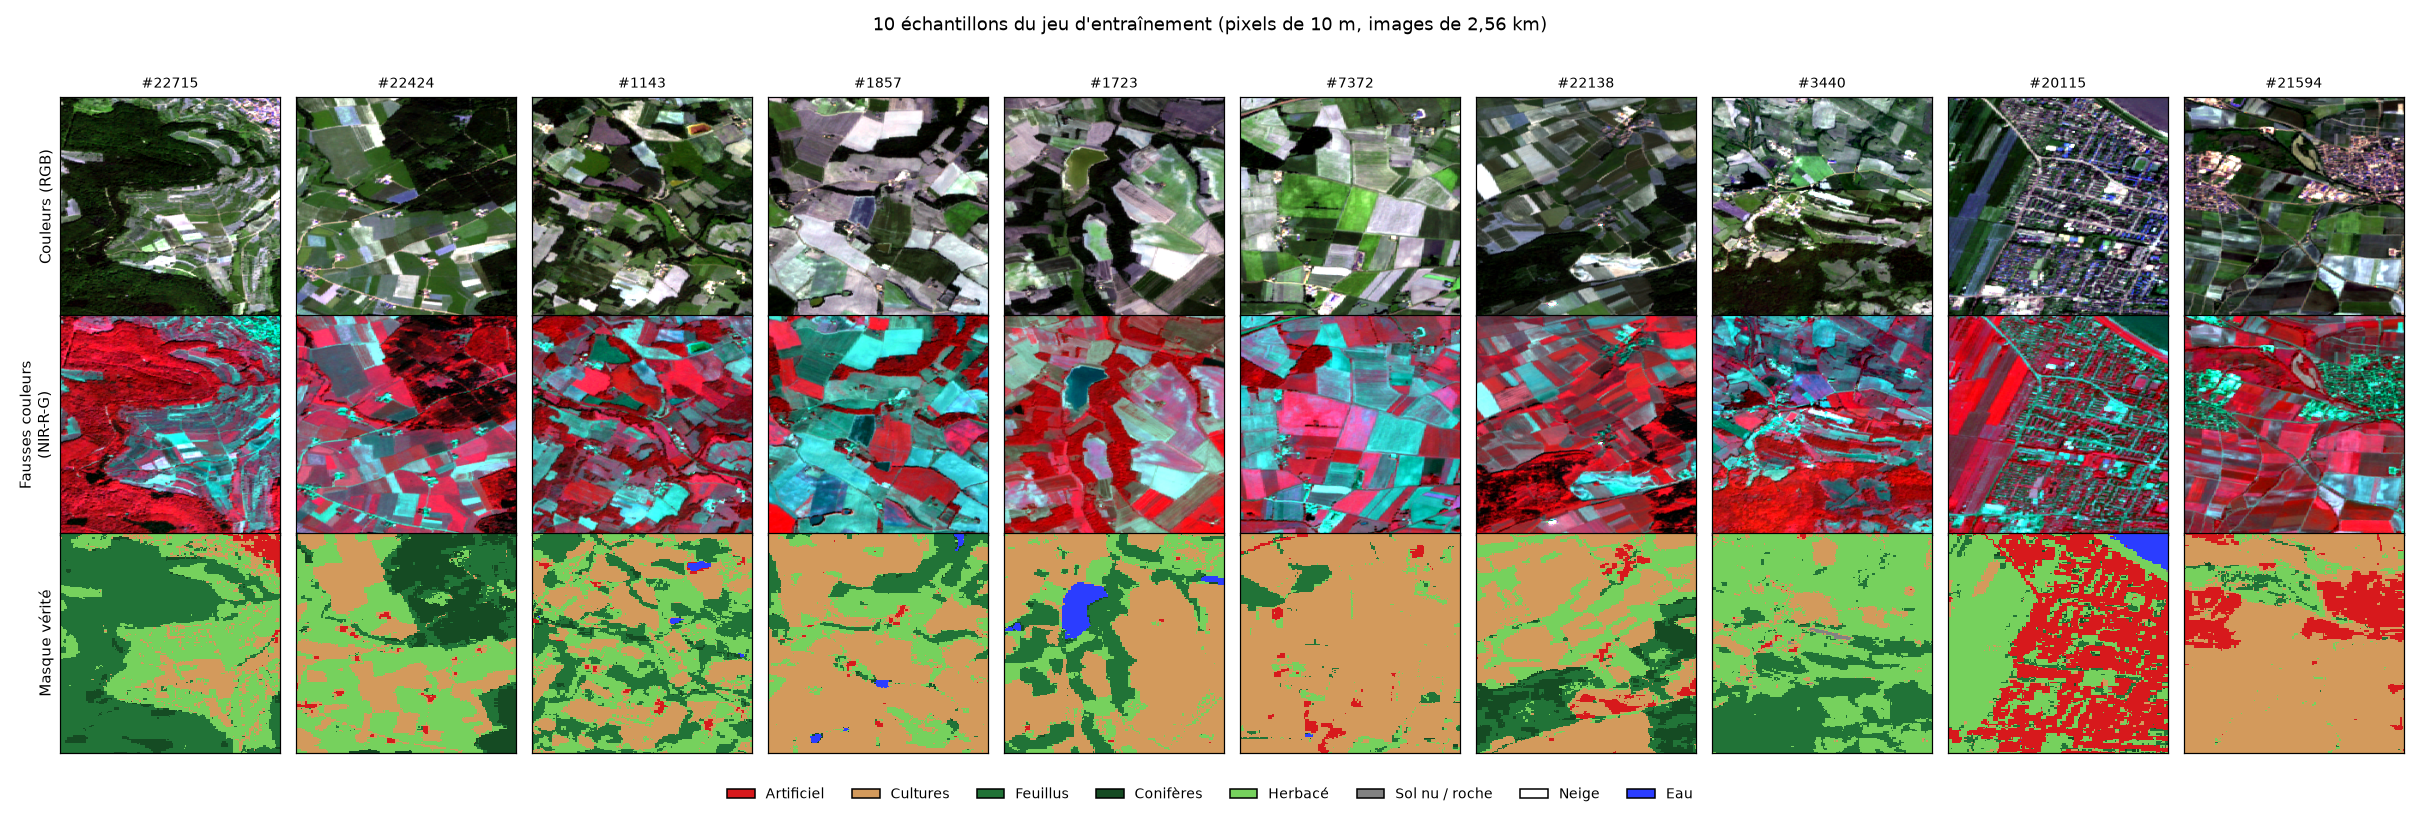 10 échantillons du jeu d'entraînement (pixels de 10 m, images de 2,56 km)
#22715 #22424 #1143 #1857 #1723 #7372 #22138 #3440 #20115 #21594
Couleurs (RGB)
Fausses couleurs
(NIR-R-G)
Masque vérité
Artificiel Cultures Feuillus Conifères Herbacé Sol nu / roche Neige Eau